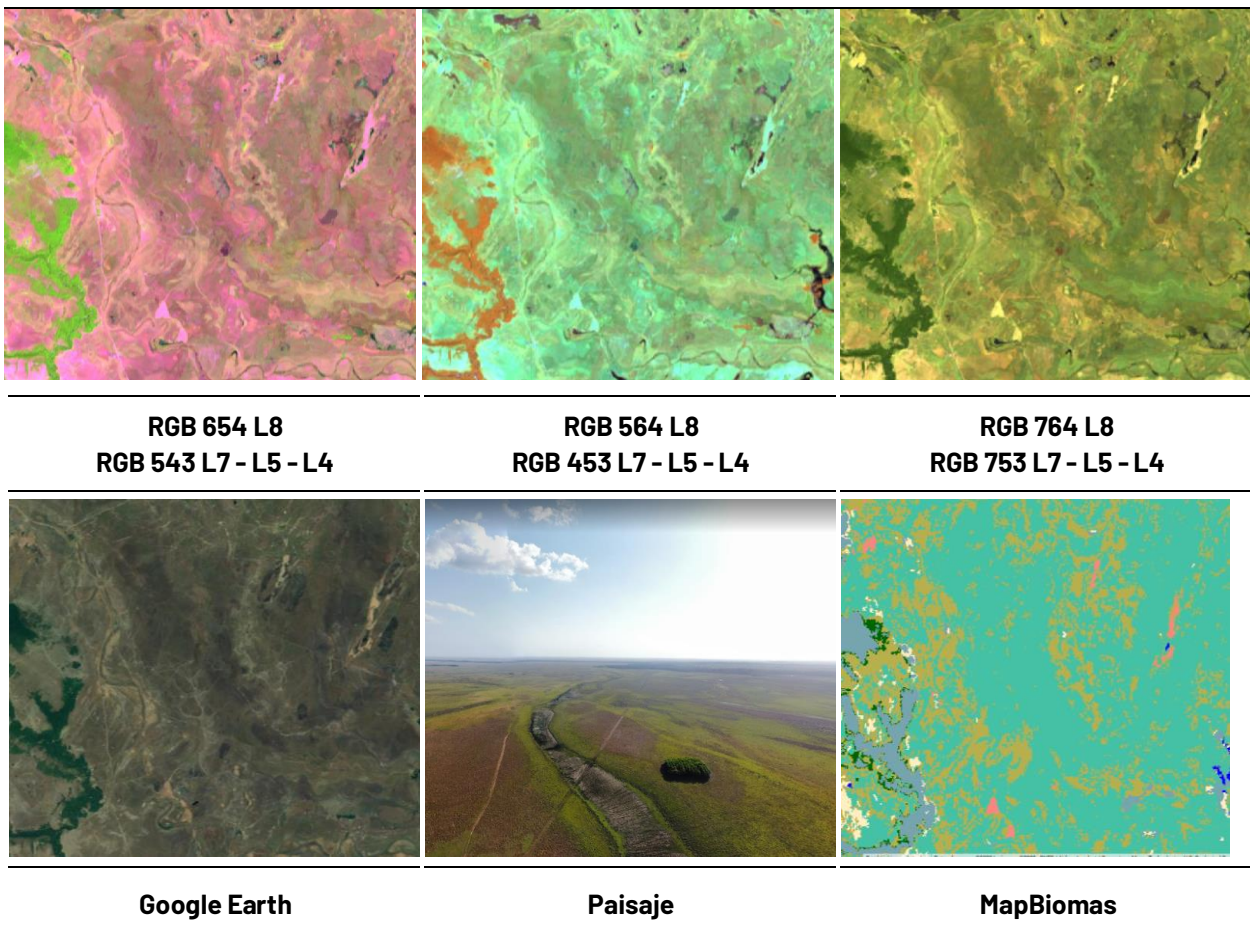 RGB 654 L8
RGB 543 L7 - L5 - L4
RGB 564 L8
RGB 453 L7 - L5 - L4
RGB 764 L8
RGB 753 L7 - L5 - L4
Google Earth
Paisaje
MapBiomas